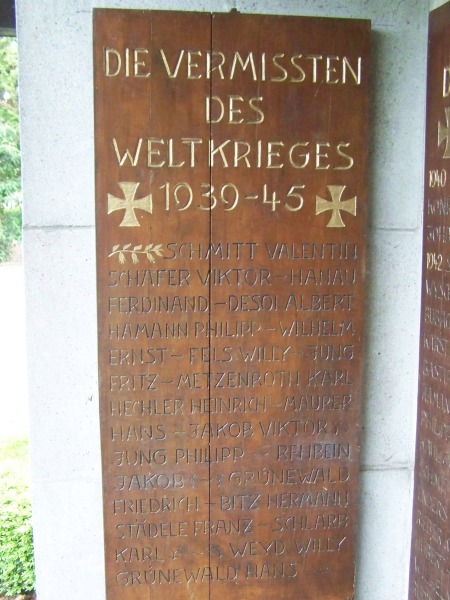 DIE VERMISSTEN
DES
WELTKRIEGES
1939-45
SCHMITT VALENTIN
SCHÄFER VIKTOR - HANAU
FERDINAND - DESOI ALBERT
HAMANN PHILIPP - WILHELM
ERNST - FELS WILLY - JUNG
FRITZ - METZENROTH KARL
HECHLER HEINRICH - MAURER
HANS - JAKOB VIKTOR
JUNG PHILIPP - REHBEIN
JAKOB - GRÜNEWALD
FRIEDRICH - BITZ HERMANN
STÄDELE FRANZ - SCHLARB
KARL WEYD WILLY
GRÜNEWALD HANS
1940
1942